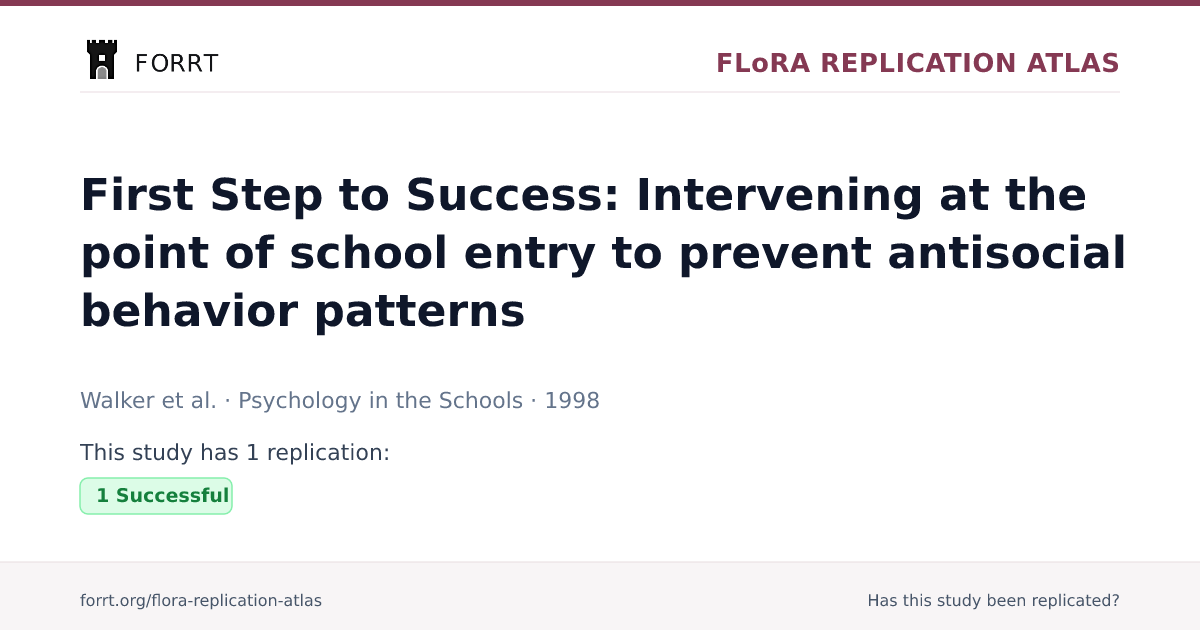 FORRT
FLoRA REPLICATION ATLAS
First Step to Success: Intervening at the
point of school entry to prevent antisocial
behavior patterns
Walker et al. · Psychology in the Schools · 1998
This study has 1 replication:
1 Successful
forrt.org/flora-replication-atlas
Has this study been replicated?